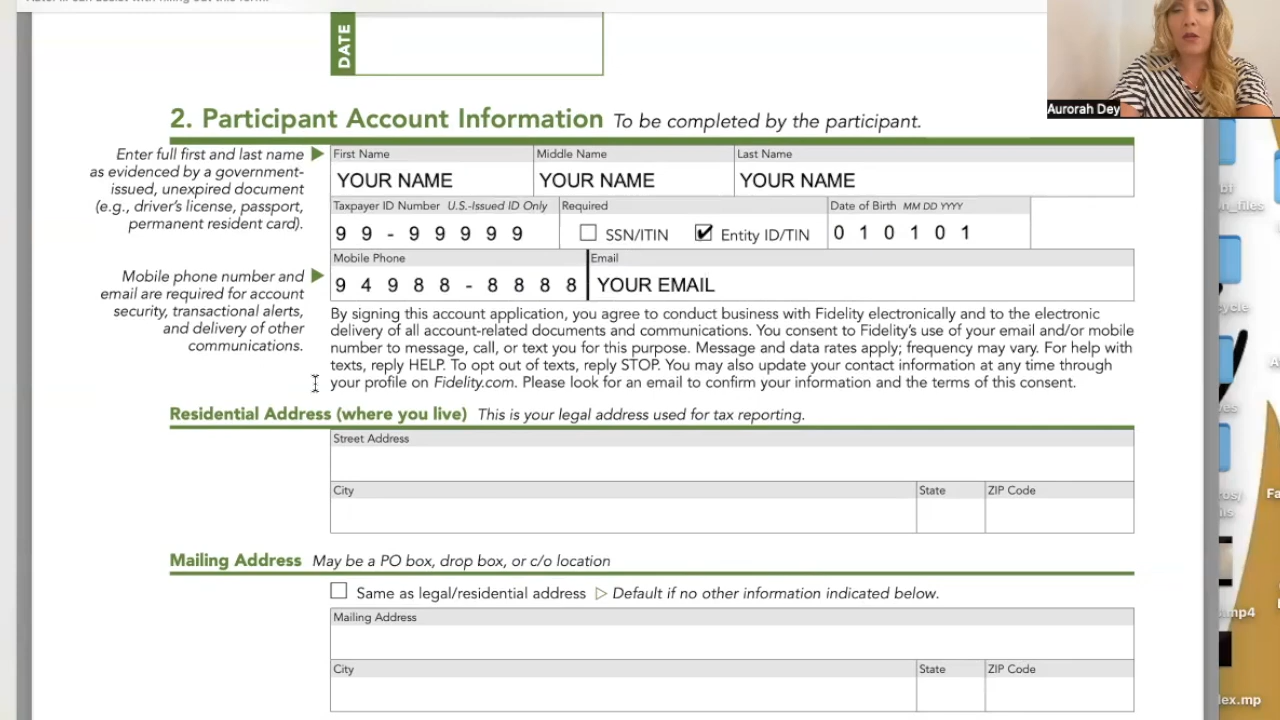 DATE
2. Participant Account Information To be completed by the participant.
Aurorah Dey
Enter full first and last name
as evidenced by a government-
issued, unexpired document
(e.g., driver's license, passport,
permanent resident card).
First Name
Middle Name
Last Name
YOUR NAME
YOUR NAME
YOUR NAME
Taxpayer ID Number U.S.-Issued ID Only
Required
Date of Birth MM DD YYYY
99-99999
SSN/ITIN
Entity ID/TIN
010101
Mobile phone number and
email are required for account
security, transactional alerts,
and delivery of other
communications.
Mobile Phone
Email
94988-8888
YOUR EMAIL
By signing this account application, you agree to conduct business with Fidelity electronically and to the electronic
delivery of all account-related documents and communications. You consent to Fidelity's use of your email and/or mobile
number to message, call, or text you for this purpose. Message and data rates apply; frequency may vary. For help with
texts, reply HELP. To opt out of texts, reply STOP. You may also update your contact information at any time through
your profile on Fidelity.com. Please look for an email to confirm your information and the terms of this consent.
Residential Address (where you live) This is your legal address used for tax reporting.
Street Address
City
State
ZIP Code
Mailing Address May be a PO box, drop box, or c/o location
Same as legal/residential address ▷ Default if no other information indicated below.
Mailing Address
City
State
ZIP Code